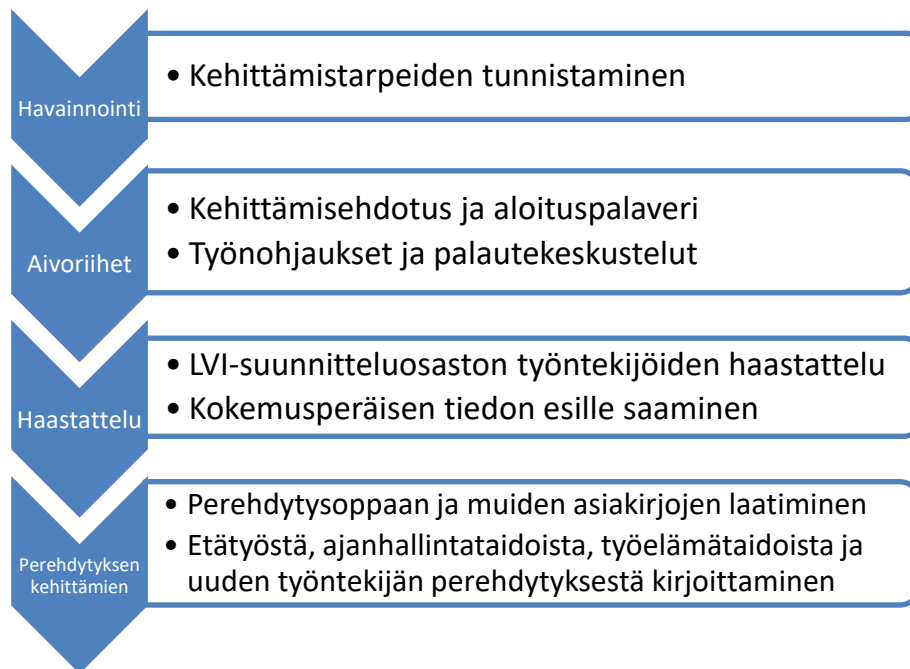 Havainnointi
• Kehittämistarpeiden tunnistaminen
Aivoriihet
• Kehittämisehdotus ja aloituspalaveri
• Työnohjaukset ja palautekeskustelut
Haastattelu
• LVI-suunnitteluosaston työntekijöiden haastattelu
• Kokemusperäisen tiedon esille saaminen
Perehdytyksen
kehittämien
• Perehdytysoppaan ja muiden asiakirjojen laatiminen
• Etätyöstä, ajanhallintataidoista, työelämätaidoista ja
uuden työntekijän perehdytyksestä kirjoittaminen